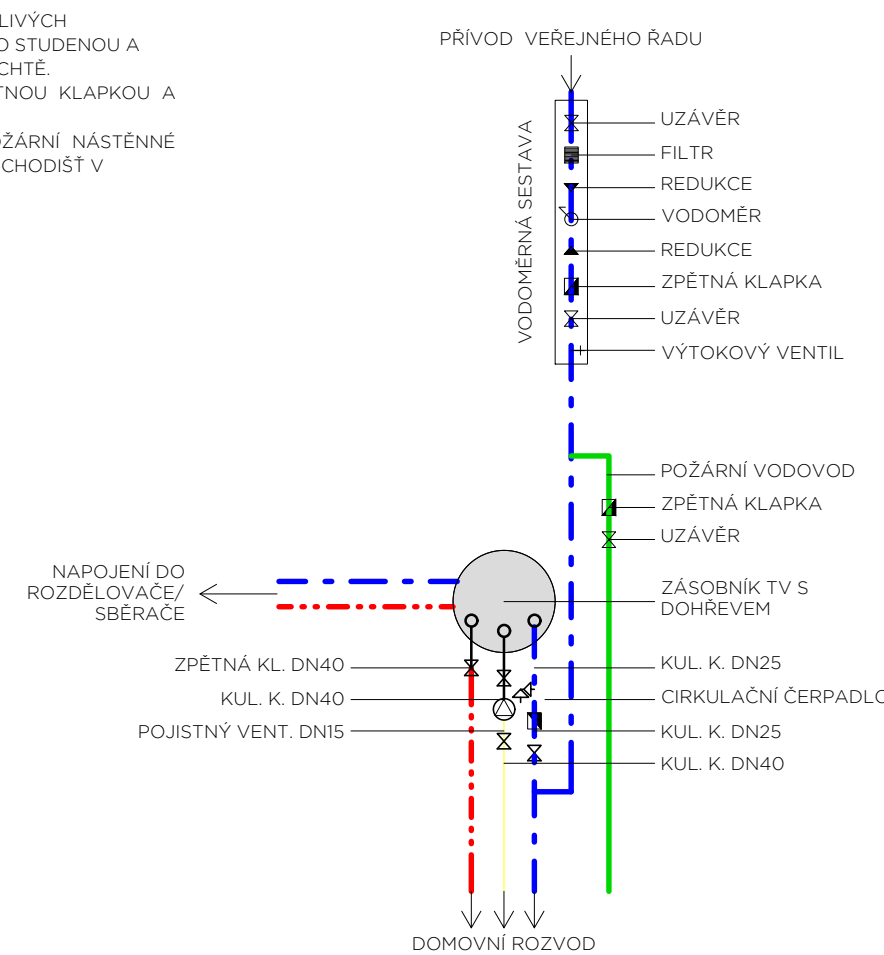 LIVÝCH
O STUDENOU A
CHTĚ.
TNOU KLAPKOU A
OŽÁRNÍ NÁSTĚNNÉ
CHODIŠŤ V
PŘÍVOD VEŘEJNÉHO ŘADU
VODOMĚRNÁ SESTAVA
UZÁVĚR
FILTR
REDUKCE
VODOMĚR
REDUKCE
ZPĚTNÁ KLAPKA
UZÁVĚR
VÝTOKOVÝ VENTIL
POŽÁRNÍ VODOVOD
ZPĚTNÁ KLAPKA
UZÁVĚR
NAPOJENÍ DO
ROZDĚLOVAČE/
SBĚRAČE
ZÁSOBNÍK TV S
DOHŘEVEM
ZPĚTNÁ KL. DN40
KUL. K. DN40
POJISTNÝ VENT. DN15
KUL. K. DN25
CIRKULAČNÍ ČERPADLO
KUL. K. DN25
KUL. K. DN40
DOMOVNÍ ROZVOD